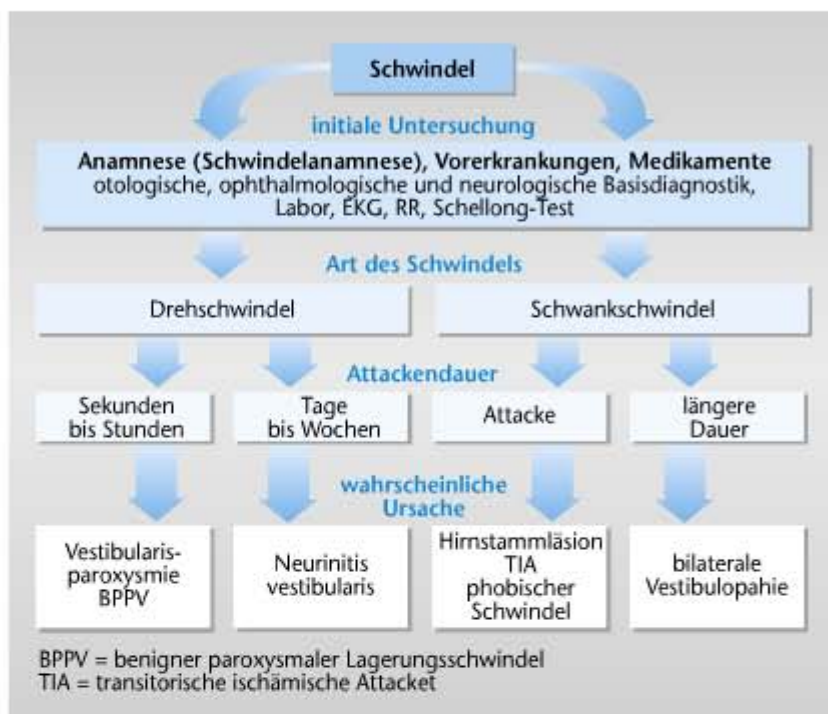 Schwindel
initiale Untersuchung
Anamnese (Schwindelanamnese), Vorerkrankungen, Medikamente
otologische, ophthalmologische und neurologische Basisdiagnostik,
Labor, EKG, RR, Schellong-Test
Art des Schwindels
Drehschwindel
Schwankschwindel
Attackendauer
Sekunden
bis Stunden
Tage
bis Wochen
Attacke
längere
Dauer
wahrscheinliche
Ursache
Vestibularis-
paroxysmie
BPPV
Neurinitis
vestibularis
Hirnstammläsion
TIA
phobischer
Schwindel
bilaterale
Vestibulopahie
BPPV = benigner paroxysmaler Lagerungsschwindel
TIA = transitorische ischämische Attacket